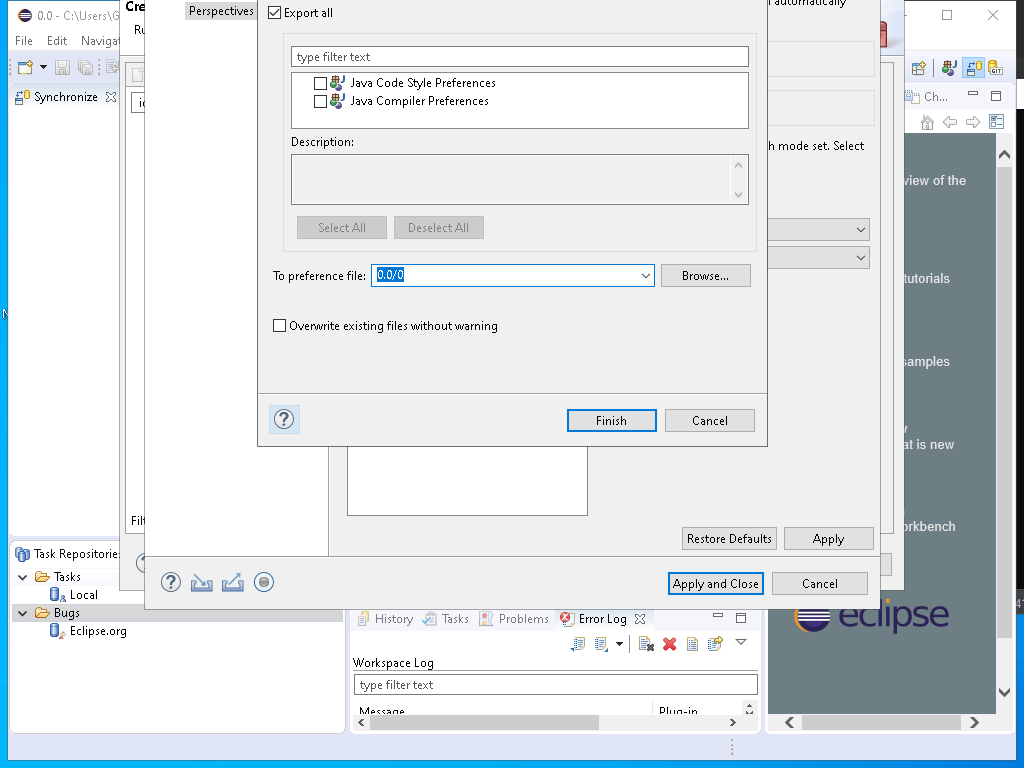 0.0 - C:\Users\G
Cre
Perspectives
Export all
automatically
File Edit Navigat
Ru
type filter text
Java Code Style Preferences
Java Compiler Preferences
Synchronize
Ch...
Description:
h mode set. Select
view of the
Select All
Deselect All
To preference file:
0.0/0
Browse...
tutorials
Overwrite existing files without warning
samples
Finish
Cancel
at is new
Filt
orkbench
Restore Defaults
Apply
Task Repositories
Tasks
Local
Bugs
Eclipse.org
Apply and Close
Cancel
eclipse
History
Tasks
Problems
Error Log
Workspace Log
type filter text
Message
Plug-in